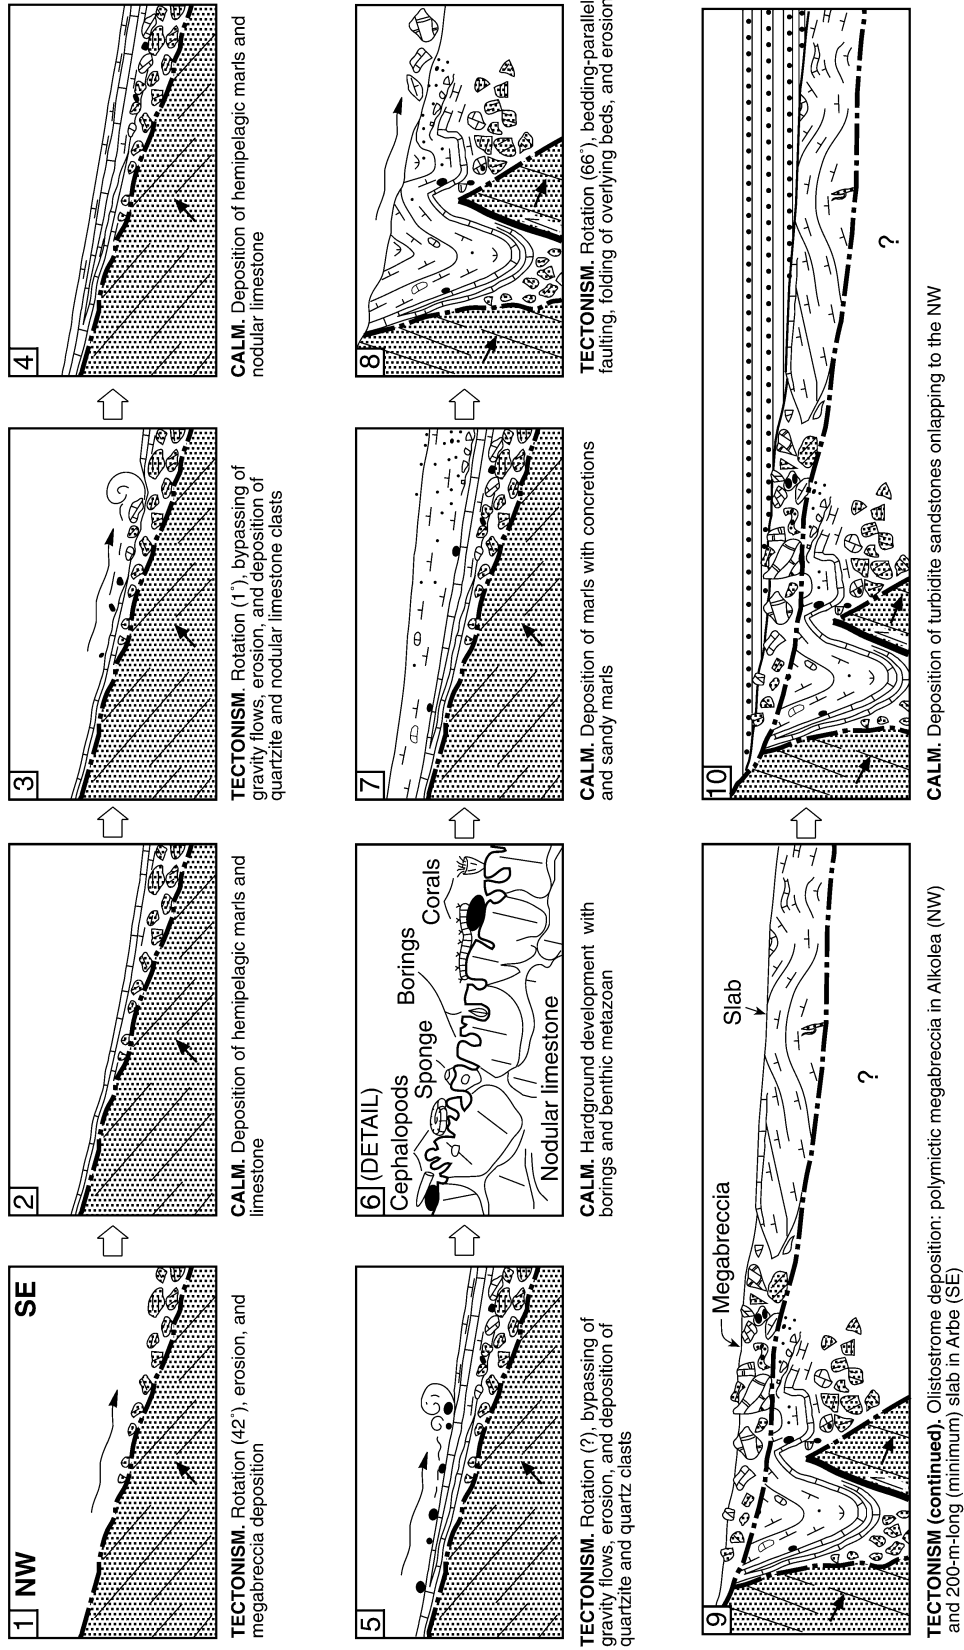 1 NW
SE
TECTONISM. Rotation (42°), erosion, and
megabreccia deposition
2
CALM. Deposition of hemipelagic marls and
limestone
3
TECTONISM. Rotation (1°), bypassing of
gravity flows, erosion, and deposition of
quartzite and nodular limestone clasts
4
CALM. Deposition of hemipelagic marls and
nodular limestone
5
TECTONISM. Rotation (?), bypassing of
gravity flows, erosion, and deposition of
quartzite and quartz clasts
6 (DETAIL)
Cephalopods
Sponge
Borings
Corals
Nodular limestone
CALM. Hardground development with
borings and benthic metazoan
7
CALM. Deposition of marls with concretions
and sandy marls
8
TECTONISM. Rotation (66°), bedding-parallel
faulting, folding of overlying beds, and erosion
9
Megabreccia
Slab
?
TECTONISM (continued). Olistostrome deposition: polymictic megabreccia in Alkolea (NW)
and 200-m-long (minimum) slab in Arbe (SE)
10
?
CALM. Deposition of turbidite sandstones onlapping to the NW